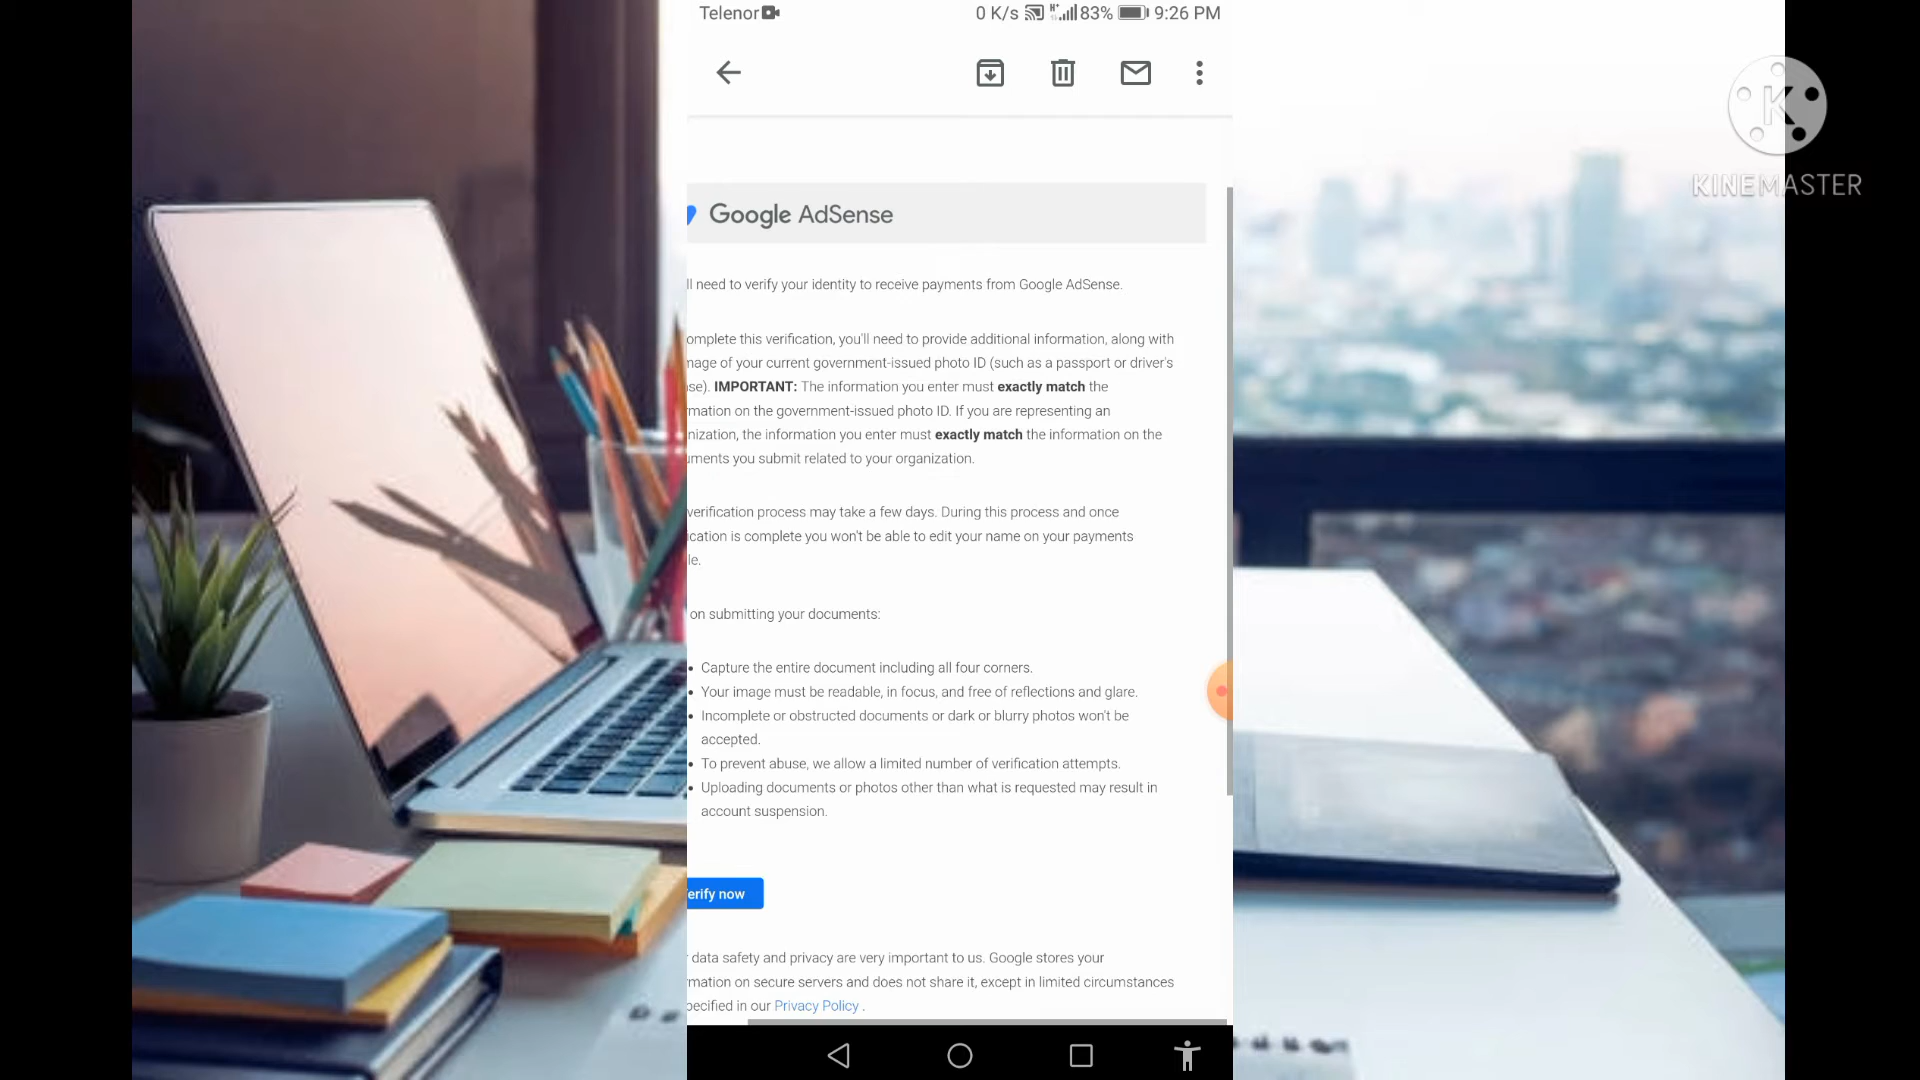 Telenor 0 K/s 83% 9:26 PM
KINEMASTER
Google AdSense
ll need to verify your identity to receive payments from Google AdSense.
omplete this verification, you'll need to provide additional information, along with
mage of your current government-issued photo ID (such as a passport or driver's
se). IMPORTANT: The information you enter must exactly match the
rmation on the government-issued photo ID. If you are representing an
nization, the information you enter must exactly match the information on the
uments you submit related to your organization.
verification process may take a few days. During this process and once
ication is complete you won't be able to edit your name on your payments
le.
on submitting your documents:
• Capture the entire document including all four corners.
• Your image must be readable, in focus, and free of reflections and glare.
• Incomplete or obstructed documents or dark or blurry photos won't be
accepted.
• To prevent abuse, we allow a limited number of verification attempts.
• Uploading documents or photos other than what is requested may result in
account suspension.
erify now
data safety and privacy are very important to us. Google stores your
rmation on secure servers and does not share it, except in limited circumstances
pecified in our Privacy Policy .